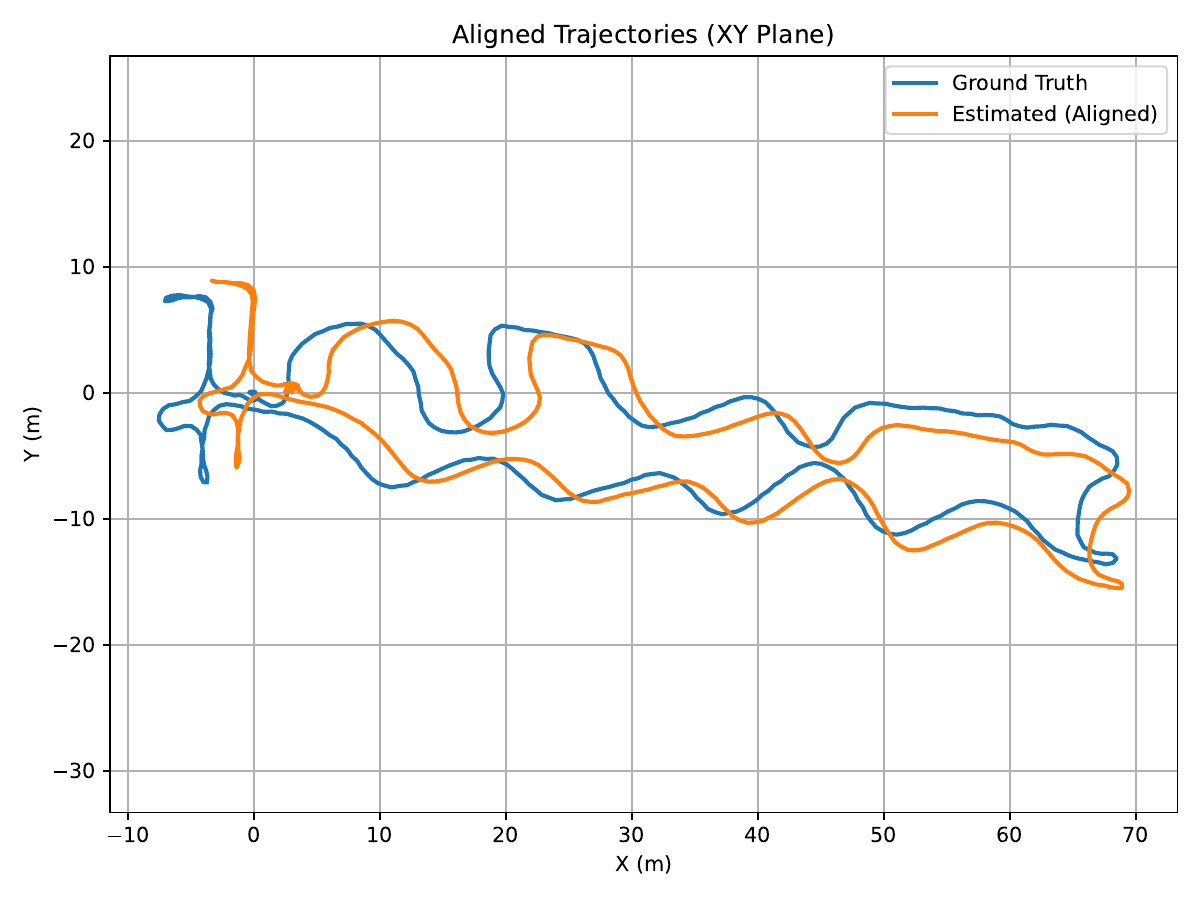 Aligned Trajectories (XY Plane)
Ground Truth
Estimated (Aligned)
20
10
0
−10
−20
−30
Y (m)
−10 0 10 20 30 40 50 60 70
X (m)